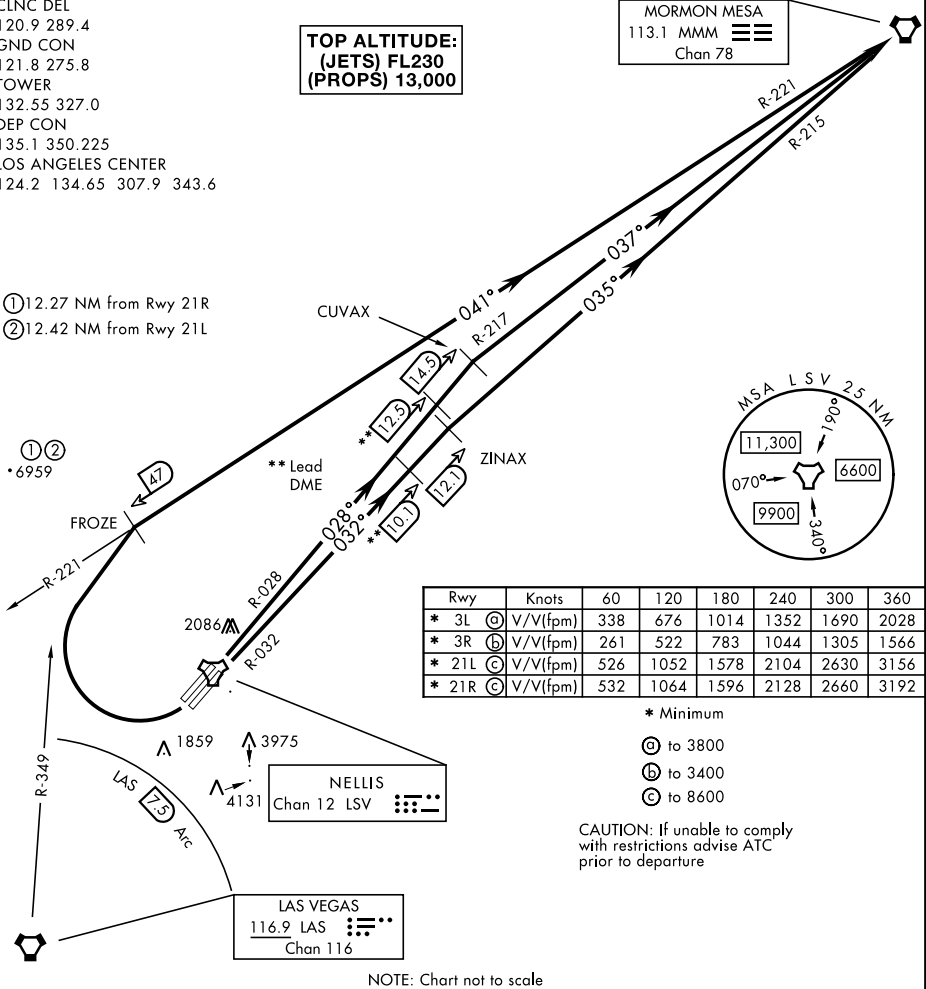 CLNC DEL
120.9 289.4
GND CON
121.8 275.8
TOWER
132.55 327.0
DEP CON
135.1 350.225
LOS ANGELES CENTER
124.2 134.65 307.9 343.6
TOP ALTITUDE:
(JETS) FL230
(PROPS) 13,000
MORMON MESA
113.1 MMM
Chan 78
R-221
R-215
037°
035°
041°
R-217
① 12.27 NM from Rwy 21R
② 12.42 NM from Rwy 21L
CUVAX
14.5
** 12.5
① ②
6959
47
** Lead
DME
ZINAX
12.1
** 10.1
FROZE
028°
032°
R-221
R-028
R-032
2086
MSA LSV 25 NM
190°
11,300
070°
6600
9900
340°
Rwy Knots 60 120 180 240 300 360
* 3L ⓐ V/V(fpm) 338 676 1014 1352 1690 2028
* 3R ⓑ V/V(fpm) 261 522 783 1044 1305 1566
* 21L ⓒ V/V(fpm) 526 1052 1578 2104 2630 3156
* 21R ⓒ V/V(fpm) 532 1064 1596 2128 2660 3192
* Minimum
ⓐ to 3800
ⓑ to 3400
ⓒ to 8600
CAUTION: If unable to comply
with restrictions advise ATC
prior to departure
1859
3975
4131
R-349
LAS 7.5 Arc
NELLIS
Chan 12 LSV
LAS VEGAS
116.9 LAS
Chan 116
NOTE: Chart not to scale